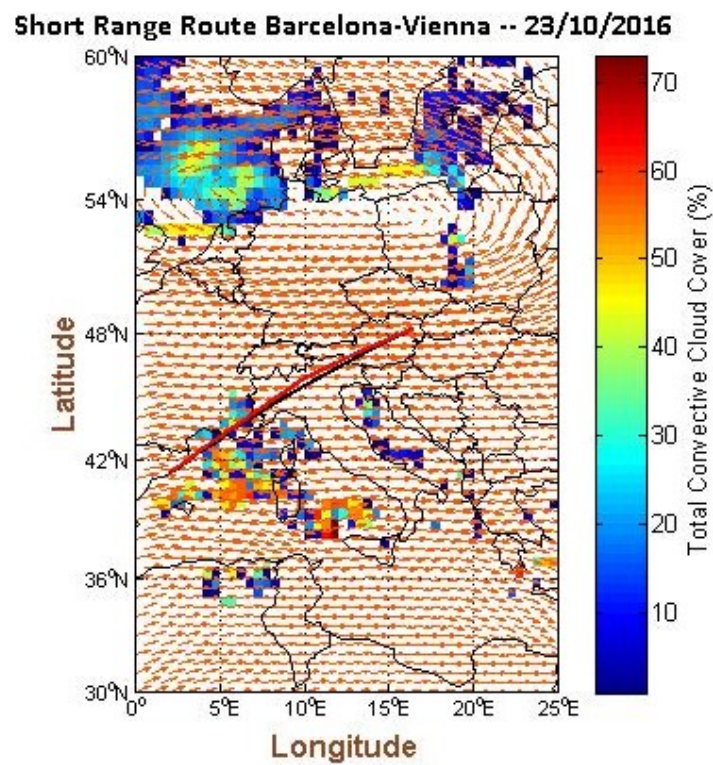 Short Range Route Barcelona-Vienna -- 23/10/2016
60°N
54°N
48°N
42°N
36°N
30°N
Latitude
0°
5°E
10°E
15°E
20°E
25°E
Longitude
70
60
50
40
30
20
10
Total Convective Cloud Cover (%)